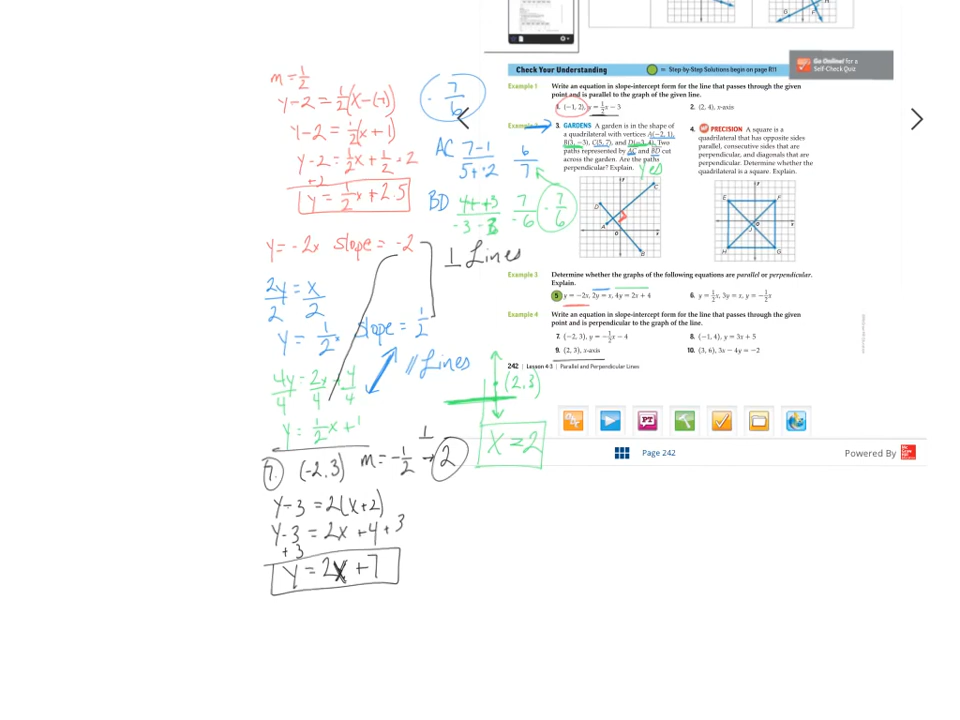 m = 1/2
y-2 = 1/2(x-(-1))
y-2 = 1/2(x+1)
y-2 = 1/2x + 1/2 + 2
+2
y = 1/2x + 2.5
y = -2x slope = -2
2y/2 = x/2
y = 1/2x slope = 1/2
⊥ Lines
4y/4 = 2x/4 + 4/4
y = 1/2x + 1
// Lines
7. (-2,3) m = -1/2 → 2
⊥
y-3 = 2(x+2)
y-3 = 2x + 4 + 3
+3
y = 2x + 7
- 7/6
AC 7-1/5+2 6/7
BD 4+3/-3-3 7/-6 - 7/6
yes
(2,3)
x = 2
Check Your Understanding
= Step-by-Step Solutions begin on page R11
Go Online! for a
Self-Check Quiz
Example 1
Write an equation in slope-intercept form for the line that passes through the given
point and is parallel to the graph of the given line.
1. (−1, 2), y = 1/2x − 3
2. (2, 4), x-axis
3. GARDENS A garden is in the shape of
a quadrilateral with vertices A(−2, 1),
B(3, −3), C(5, 7), and D(−3, 4). Two
paths represented by AC and BD cut
across the garden. Are the paths
perpendicular? Explain.
4. PRECISION A square is a
quadrilateral that has opposite sides
parallel, consecutive sides that are
perpendicular, and diagonals that are
perpendicular. Determine whether the
quadrilateral is a square. Explain.
Example 3
Determine whether the graphs of the following equations are parallel or perpendicular.
Explain.
5 y = −2x, 2y = x, 4y = 2x + 4
6. y = 1/2x, 3y = x, y = −1/2x
Example 4
Write an equation in slope-intercept form for the line that passes through the given
point and is perpendicular to the graph of the line.
7. (−2, 3), y = −1/2x − 4
8. (−1, 4), y = 3x + 5
9. (2, 3), x-axis
10. (3, 6), 3x − 4y = −2
242 | Lesson 4-3 | Parallel and Perpendicular Lines
PT
Page 242
Powered By